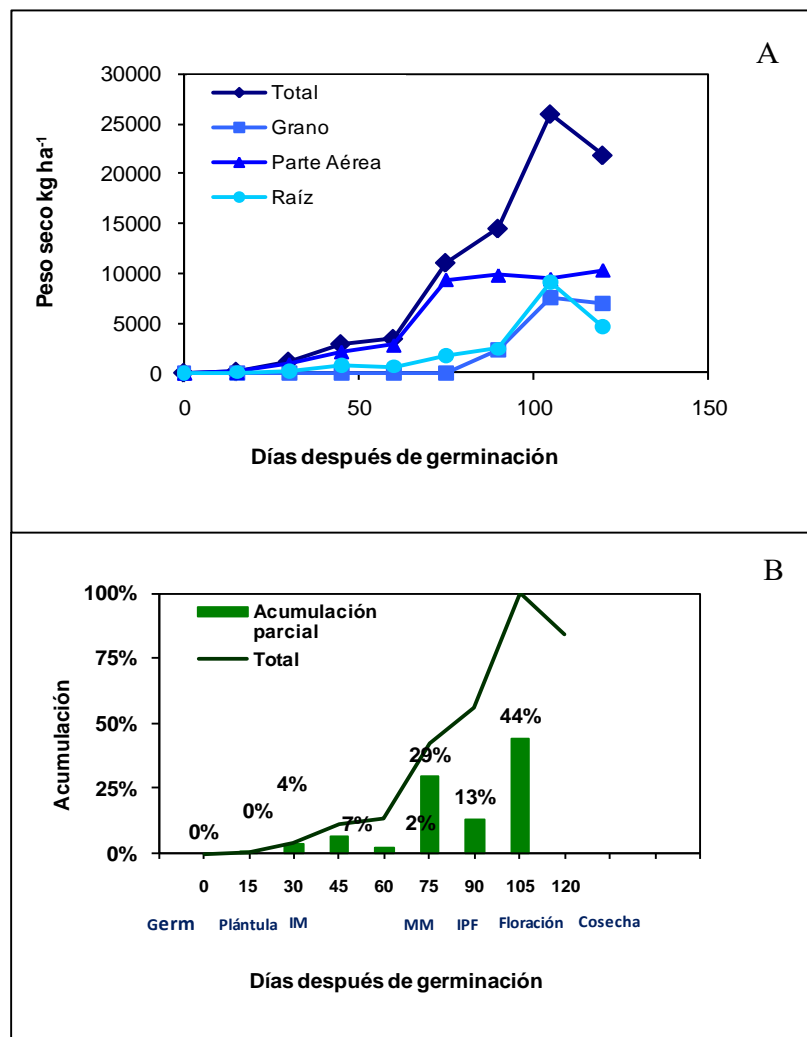 A
30000
25000
20000
15000
10000
5000
0
Peso seco kg ha-1
Total
Grano
Parte Aérea
Raíz
0 50 100 150
Días después de germinación
B
100%
75%
50%
25%
0%
Acumulación
Acumulación
parcial
Total
0% 0% 4% 7% 2% 29% 13% 44%
0 15 30 45 60 75 90 105 120
Germ Plántula IM MM IPF Floración Cosecha
Días después de germinación